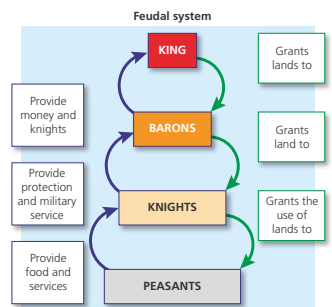 Feudal system
KING
Grants
lands to
Provide
money and
knights
BARONS
Grants
land to
Provide
protection
and military
service
KNIGHTS
Grants the
use of
lands to
Provide
food and
services
PEASANTS